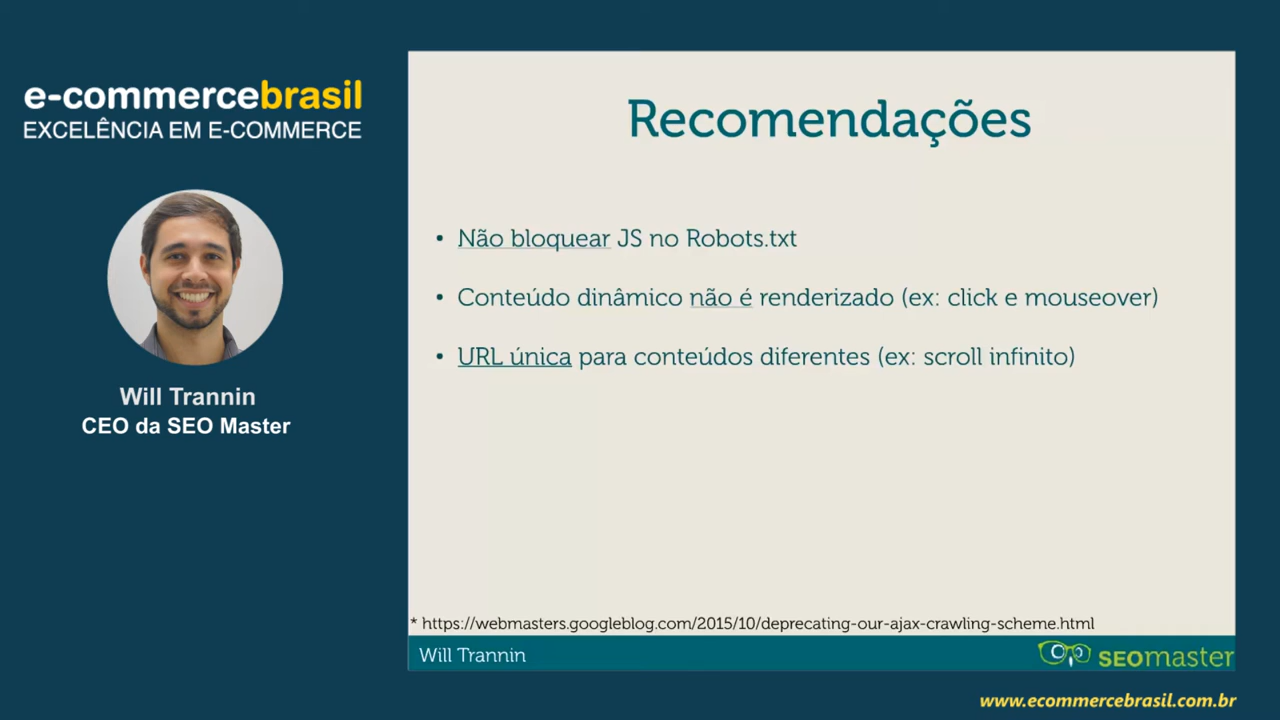 e-commercebrasil
EXCELÊNCIA EM E-COMMERCE
Will Trannin
CEO da SEO Master
Recomendações
• Não bloquear JS no Robots.txt
• Conteúdo dinâmico não é renderizado (ex: click e mouseover)
• URL única para conteúdos diferentes (ex: scroll infinito)
* https://webmasters.googleblog.com/2015/10/deprecating-our-ajax-crawling-scheme.html
Will Trannin
SEOmaster
www.ecommercebrasil.com.br